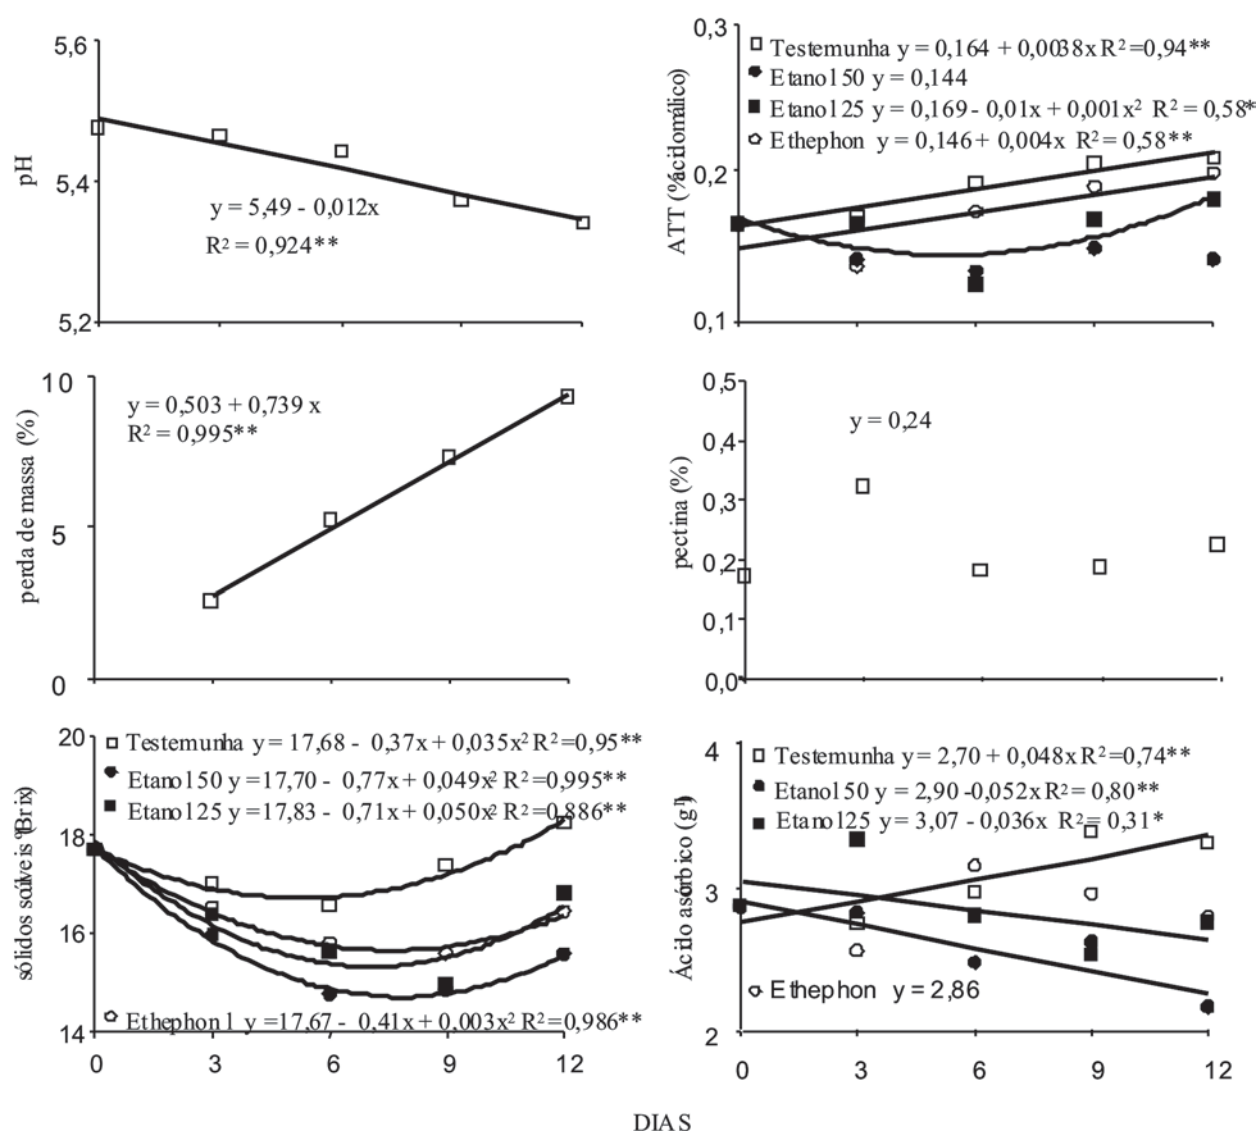 5,6
5,4
5,2
pH
y = 5,49 - 0,012x
R² = 0,924**
0,3
0,2
0,1
ATT (%ácidomálico)
Testemunha y = 0,164 + 0,0038x R² =0,94**
Etanol50 y = 0,144
Etanol25 y = 0,169- 0,01x + 0,001x² R² = 0,58*
Ethephon y = 0,146 + 0,004x R² = 0,58**
10
5
0
perda de massa (%)
y = 0,503 + 0,739 x
R² = 0,995**
0,5
0,4
0,3
0,2
0,1
0,0
pectina (%)
y = 0,24
20
18
16
14
sólidos soúveis ºBrix)
Testemunha y = 17,68 - 0,37x + 0,035x² R² =0,95**
Etanol50 y =17,70 - 0,77x + 0,049x² R² =0,995**
Etanol25 y =17,83 - 0,71x + 0,050x² R² =0,886**
Ethephon1 y =17,67 - 0,41x + 0,003x² R² =0,986**
0 3 6 9 12
4
3
2
Testemunha y = 2,70 + 0,048x R² =0,74**
Etanol50 y = 2,90 -0,052x R² = 0,80**
Etanol25 y = 3,07 - 0,036x R² = 0,31*
Ethephon y = 2,86
0 3 6 9 12
DIAS